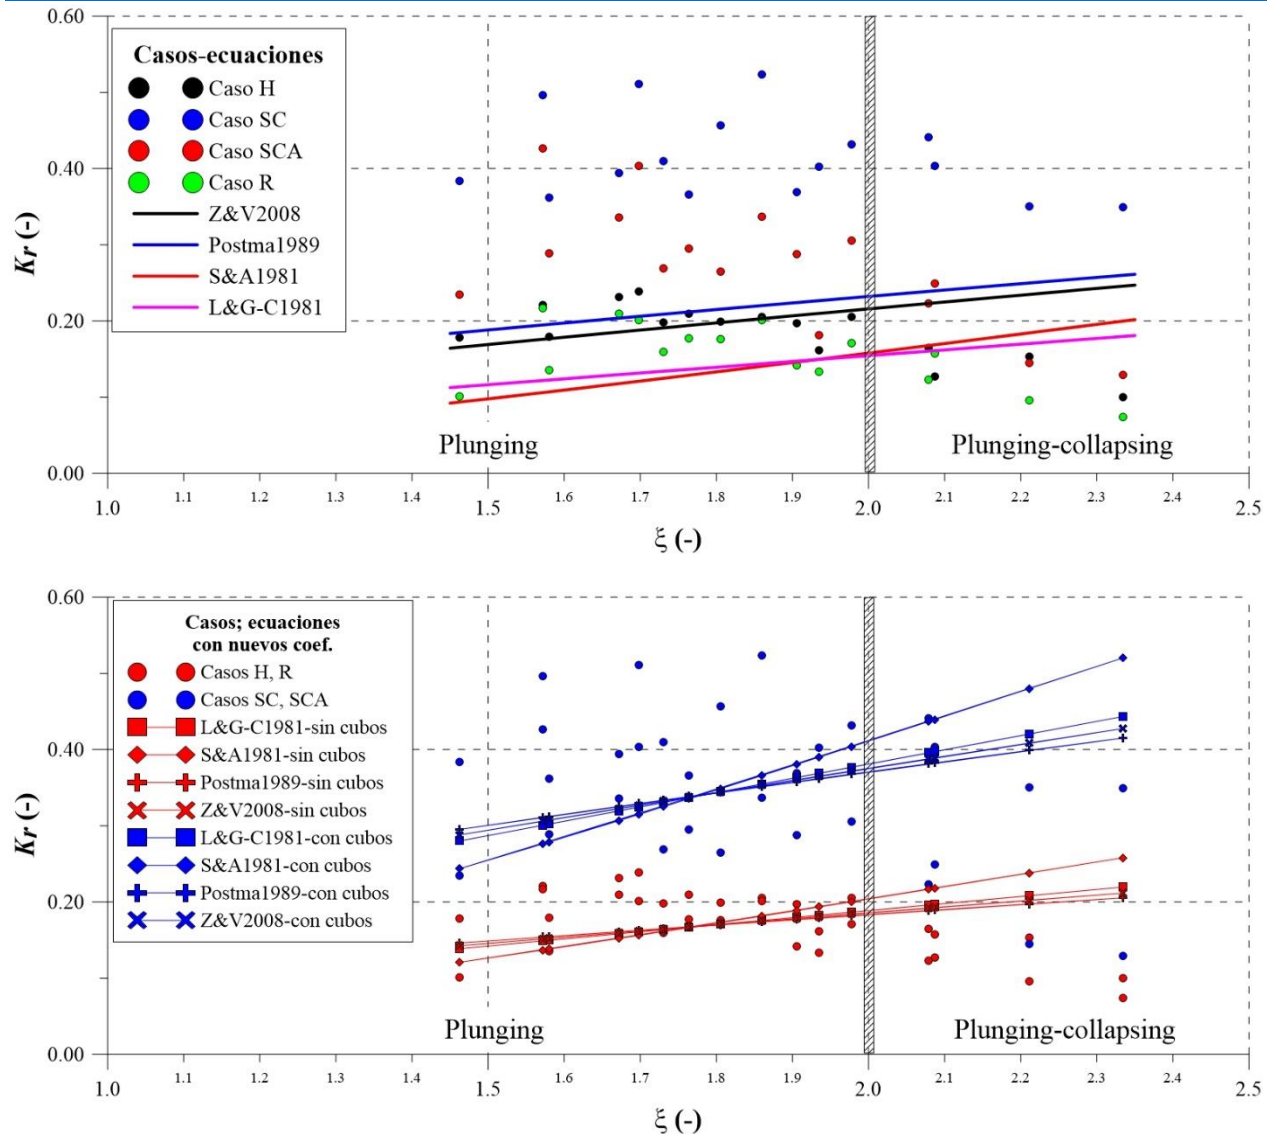 0.60
Casos-ecuaciones
Caso H
Caso SC
Caso SCA
Caso R
Z&V2008
Postma1989
S&A1981
L&G-C1981
0.40
0.20
0.00
Kr (-)
Plunging
Plunging-collapsing
1.0 1.1 1.2 1.3 1.4 1.5 1.6 1.7 1.8 1.9 2.0 2.1 2.2 2.3 2.4 2.5
ξ (-)
0.60
Casos; ecuaciones
con nuevos coef.
Casos H, R
Casos SC, SCA
L&G-C1981-sin cubos
S&A1981-sin cubos
Postma1989-sin cubos
Z&V2008-sin cubos
L&G-C1981-con cubos
S&A1981-con cubos
Postma1989-con cubos
Z&V2008-con cubos
0.40
0.20
0.00
Kr (-)
Plunging
Plunging-collapsing
1.0 1.1 1.2 1.3 1.4 1.5 1.6 1.7 1.8 1.9 2.0 2.1 2.2 2.3 2.4 2.5
ξ (-)